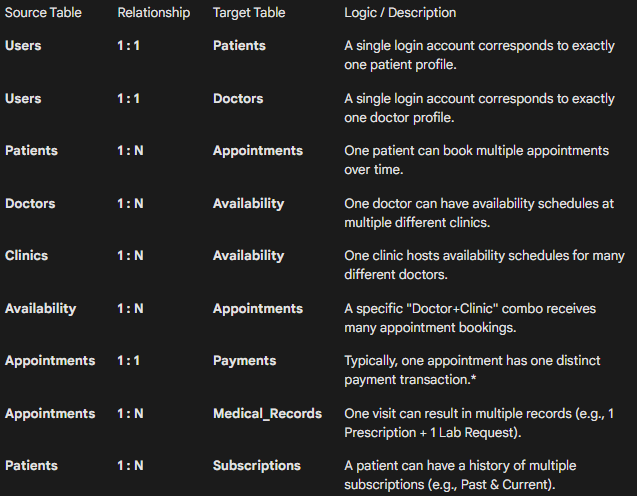 Source Table Relationship Target Table Logic / Description
Users 1 : 1 Patients A single login account corresponds to exactly
one patient profile.
Users 1 : 1 Doctors A single login account corresponds to exactly
one doctor profile.
Patients 1 : N Appointments One patient can book multiple appointments
over time.
Doctors 1 : N Availability One doctor can have availability schedules at
multiple different clinics.
Clinics 1 : N Availability One clinic hosts availability schedules for many
different doctors.
Availability 1 : N Appointments A specific "Doctor+Clinic" combo receives
many appointment bookings.
Appointments 1 : 1 Payments Typically, one appointment has one distinct
payment transaction.*
Appointments 1 : N Medical_Records One visit can result in multiple records (e.g., 1
Prescription + 1 Lab Request).
Patients 1 : N Subscriptions A patient can have a history of multiple
subscriptions (e.g., Past & Current).